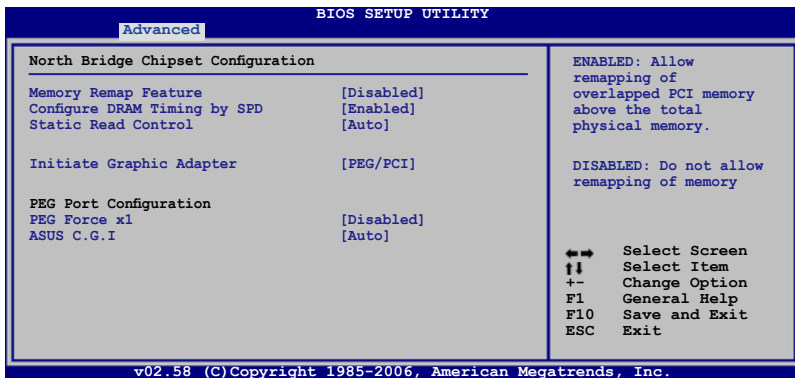 BIOS SETUP UTILITY
Advanced
North Bridge Chipset Configuration
Memory Remap Feature [Disabled]
Configure DRAM Timing by SPD [Enabled]
Static Read Control [Auto]
Initiate Graphic Adapter [PEG/PCI]
PEG Port Configuration
PEG Force x1 [Disabled]
ASUS C.G.I [Auto]
ENABLED: Allow
remapping of
overlapped PCI memory
above the total
physical memory.
DISABLED: Do not allow
remapping of memory
←→ Select Screen
↑↓ Select Item
+- Change Option
F1 General Help
F10 Save and Exit
ESC Exit
v02.58 (C)Copyright 1985-2006, American Megatrends, Inc.